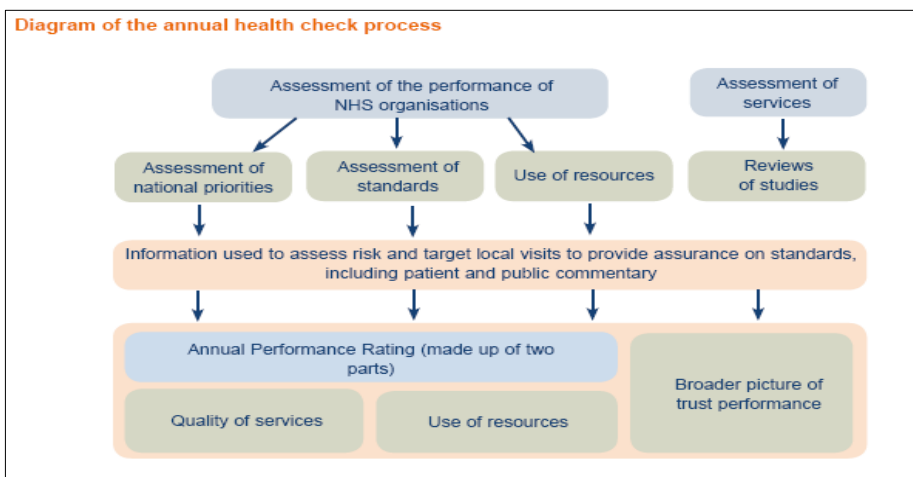 Diagram of the annual health check process
Assessment of the performance of
NHS organisations
Assessment of
services
Assessment of
national priorities
Assessment of
standards
Use of resources
Reviews
of studies
Information used to assess risk and target local visits to provide assurance on standards,
including patient and public commentary
Annual Performance Rating (made up of two
parts)
Quality of services
Use of resources
Broader picture of
trust performance